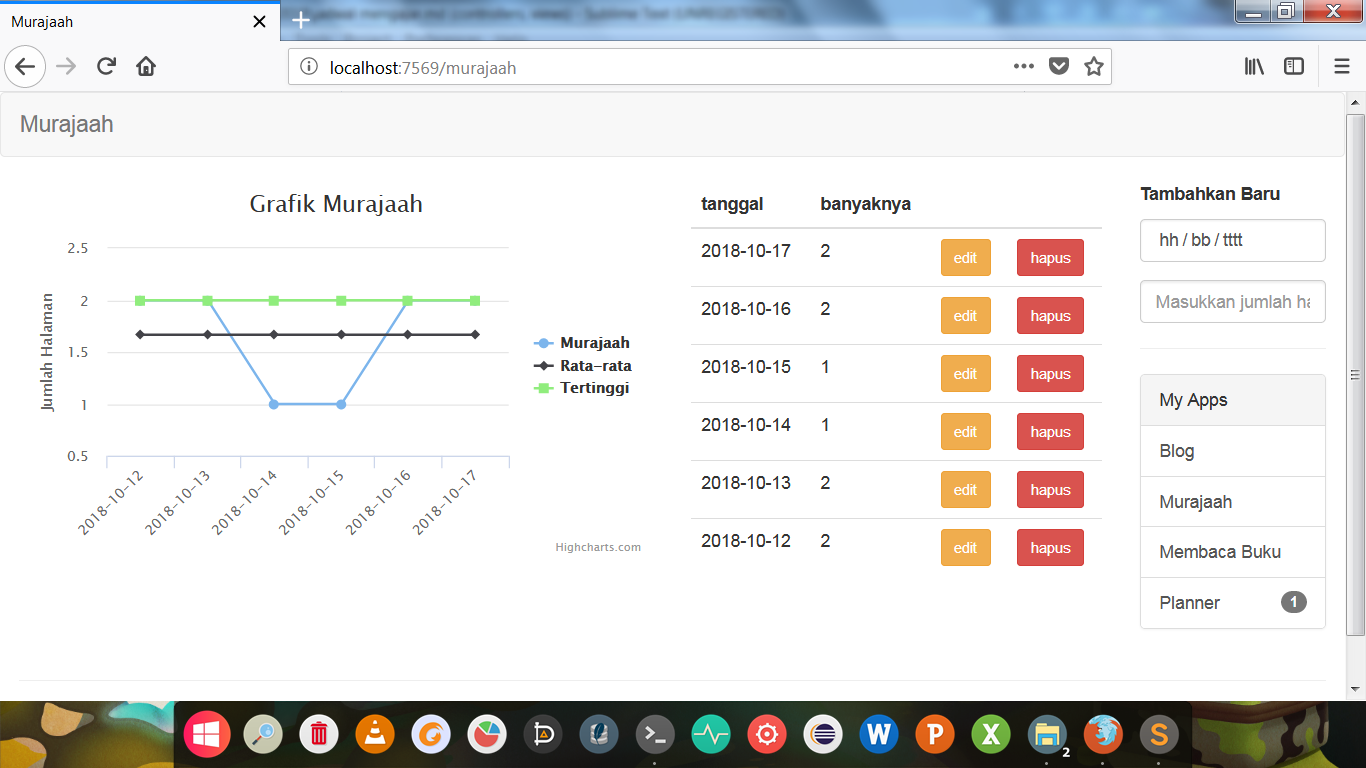 Murajaah
localhost:7569/murajaah
Murajaah
Grafik Murajaah
Jumlah Halaman
2.5
2
1.5
1
0.5
2018-10-12
2018-10-13
2018-10-14
2018-10-15
2018-10-16
2018-10-17
Murajaah
Rata-rata
Tertinggi
Highcharts.com
tanggal banyaknya
2018-10-17 2 edit hapus
2018-10-16 2 edit hapus
2018-10-15 1 edit hapus
2018-10-14 1 edit hapus
2018-10-13 2 edit hapus
2018-10-12 2 edit hapus
Tambahkan Baru
hh / bb / tttt
Masukkan jumlah ha
My Apps
Blog
Murajaah
Membaca Buku
Planner 1
W
P
X
2
S